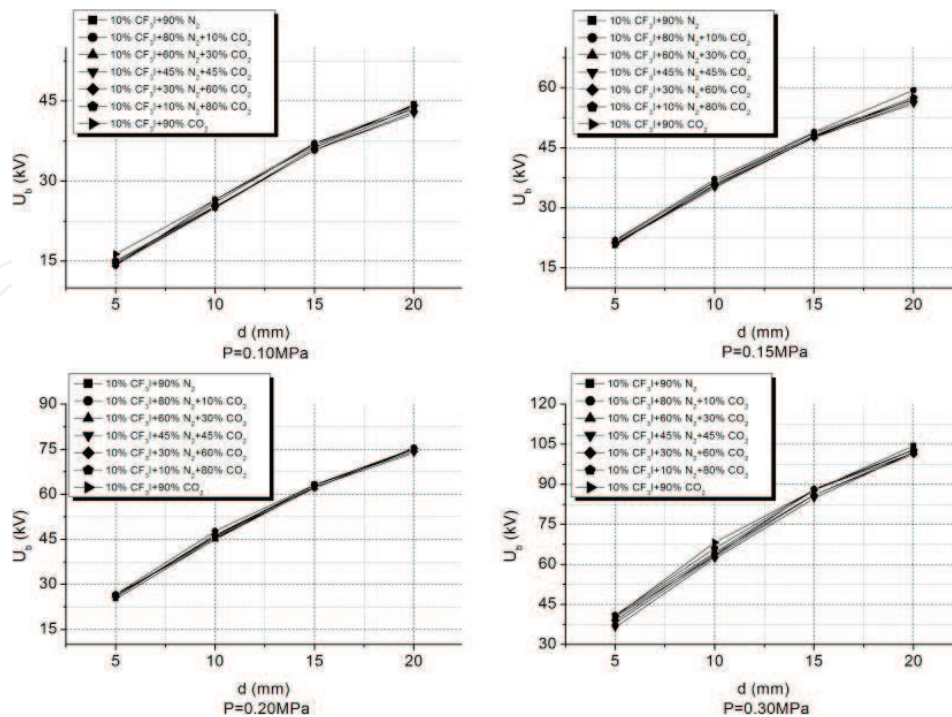 10% CF₃I+90% N₂
10% CF₃I+80% N₂+10% CO₂
10% CF₃I+60% N₂+30% CO₂
10% CF₃I+45% N₂+45% CO₂
10% CF₃I+30% N₂+60% CO₂
10% CF₃I+10% N₂+80% CO₂
10% CF₃I+90% CO₂
45
30
15
U_b (kV)
5 10 15 20
d (mm)
P=0.10MPa
10% CF₃I+90% N₂
10% CF₃I+80% N₂+10% CO₂
10% CF₃I+60% N₂+30% CO₂
10% CF₃I+45% N₂+45% CO₂
10% CF₃I+30% N₂+60% CO₂
10% CF₃I+10% N₂+80% CO₂
10% CF₃I+90% CO₂
60
45
30
15
U_b (kV)
5 10 15 20
d (mm)
P=0.15MPa
10% CF₃I+90% N₂
10% CF₃I+80% N₂+10% CO₂
10% CF₃I+60% N₂+30% CO₂
10% CF₃I+45% N₂+45% CO₂
10% CF₃I+30% N₂+60% CO₂
10% CF₃I+10% N₂+80% CO₂
10% CF₃I+90% CO₂
90
75
60
45
30
15
U_b (kV)
5 10 15 20
d (mm)
P=0.20MPa
10% CF₃I+90% N₂
10% CF₃I+80% N₂+10% CO₂
10% CF₃I+60% N₂+30% CO₂
10% CF₃I+45% N₂+45% CO₂
10% CF₃I+30% N₂+60% CO₂
10% CF₃I+10% N₂+80% CO₂
10% CF₃I+90% CO₂
120
105
90
75
60
45
30
U_b (kV)
5 10 15 20
d (mm)
P=0.30MPa